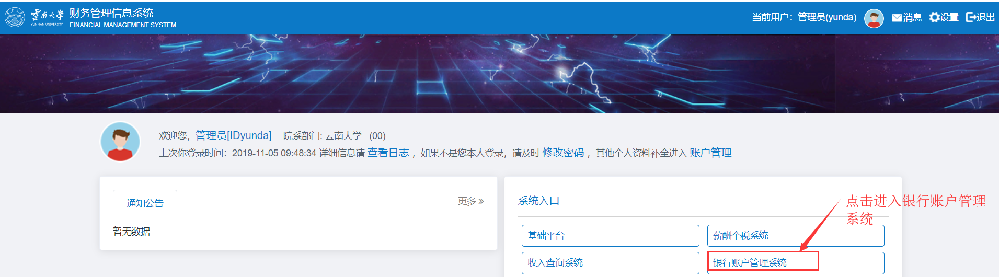 雲南大学
YUNNAN UNIVERSITY
财务管理信息系统
FINANCIAL MANAGEMENT SYSTEM
当前用户：管理员(yunda)
消息
设置
退出
欢迎您，管理员[IDyunda] 院系部门: 云南大学 (00)
上次你登录时间：2019-11-05 09:48:34 详细信息请 查看日志 ，如果不是您本人登录，请及时 修改密码 ，其他个人资料补全进入 账户管理
通知公告
更多 »
暂无数据
系统入口
点击进入银行账户管理
系统
基础平台
薪酬个税系统
收入查询系统
银行账户管理系统